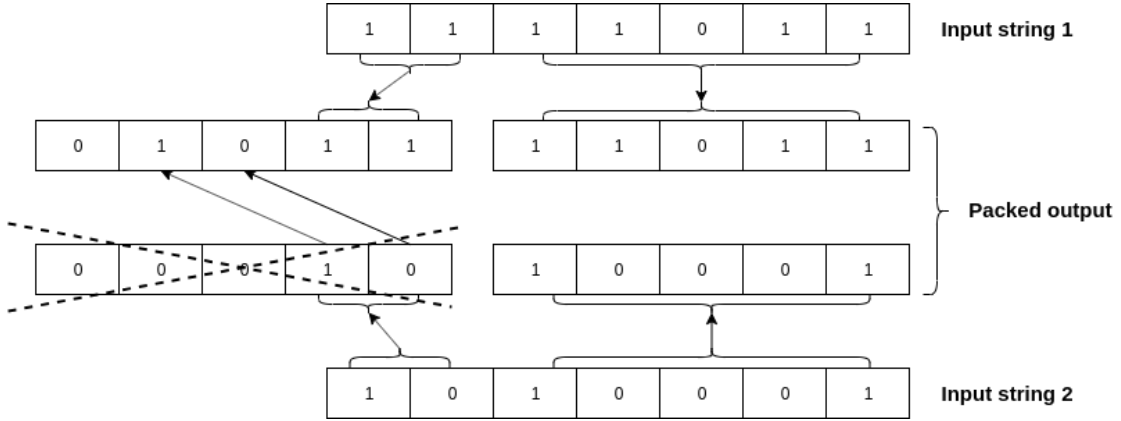 1 1 1 1 0 1 1 Input string 1
0 1 0 1 1 1 1 0 1 1
Packed output
0 0 0 1 0 1 0 0 0 1
1 0 1 0 0 0 1 Input string 2